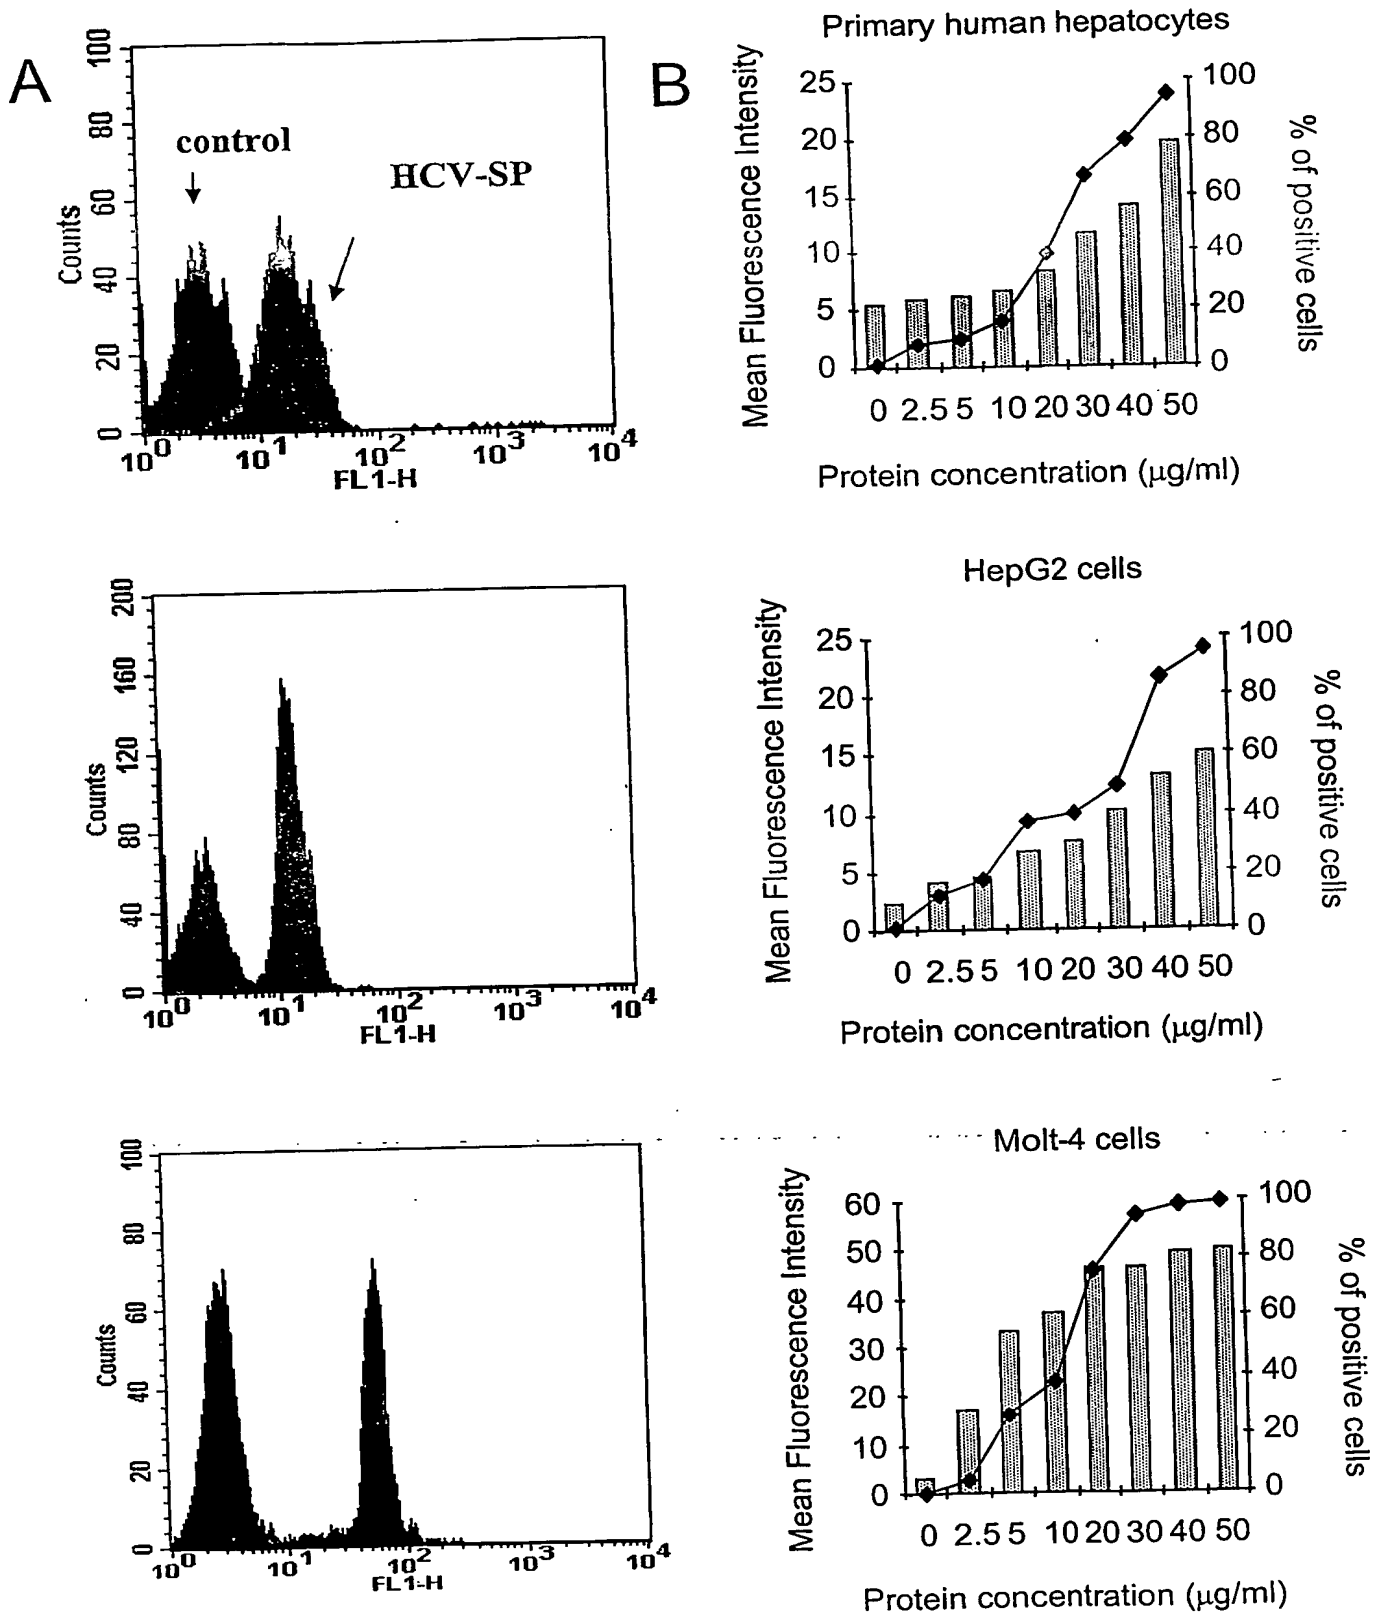 A
100
80
60
40
20
0
Counts
control
HCV-SP
10^0 10^1 10^2 10^3 10^4
FL1-H
B
Primary human hepatocytes
Mean Fluorescence Intensity
25
20
15
10
5
0
100
80
60
40
20
0
% of positive cells
0 2.5 5 10 20 30 40 50
Protein concentration (μg/ml)
200
160
120
80
40
0
Counts
10^0 10^1 10^2 10^3 10^4
FL1-H
HepG2 cells
Mean Fluorescence Intensity
25
20
15
10
5
0
100
80
60
40
20
0
% of positive cells
0 2.5 5 10 20 30 40 50
Protein concentration (μg/ml)
100
80
60
40
20
0
Counts
10^0 10^1 10^2 10^3 10^4
FL1-H
Molt-4 cells
Mean Fluorescence Intensity
60
50
40
30
20
10
0
100
80
60
40
20
0
% of positive cells
0 2.5 5 10 20 30 40 50
Protein concentration (μg/ml)